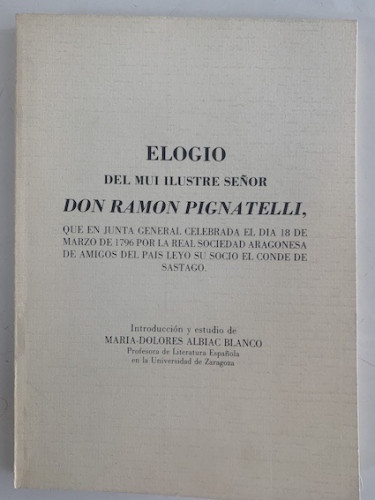 ELOGIO
DEL MUI ILUSTRE SEÑOR
DON RAMON PIGNATELLI,
QUE EN JUNTA GENERAL CELEBRADA EL DIA 18 DE
MARZO DE 1796 POR LA REAL SOCIEDAD ARAGONESA
DE AMIGOS DEL PAIS LEYO SU SOCIO EL CONDE DE
SASTAGO.
Introducción y estudio de
MARIA-DOLORES ALBIAC BLANCO
Profesora de Literatura Española
en la Universidad de Zaragoza